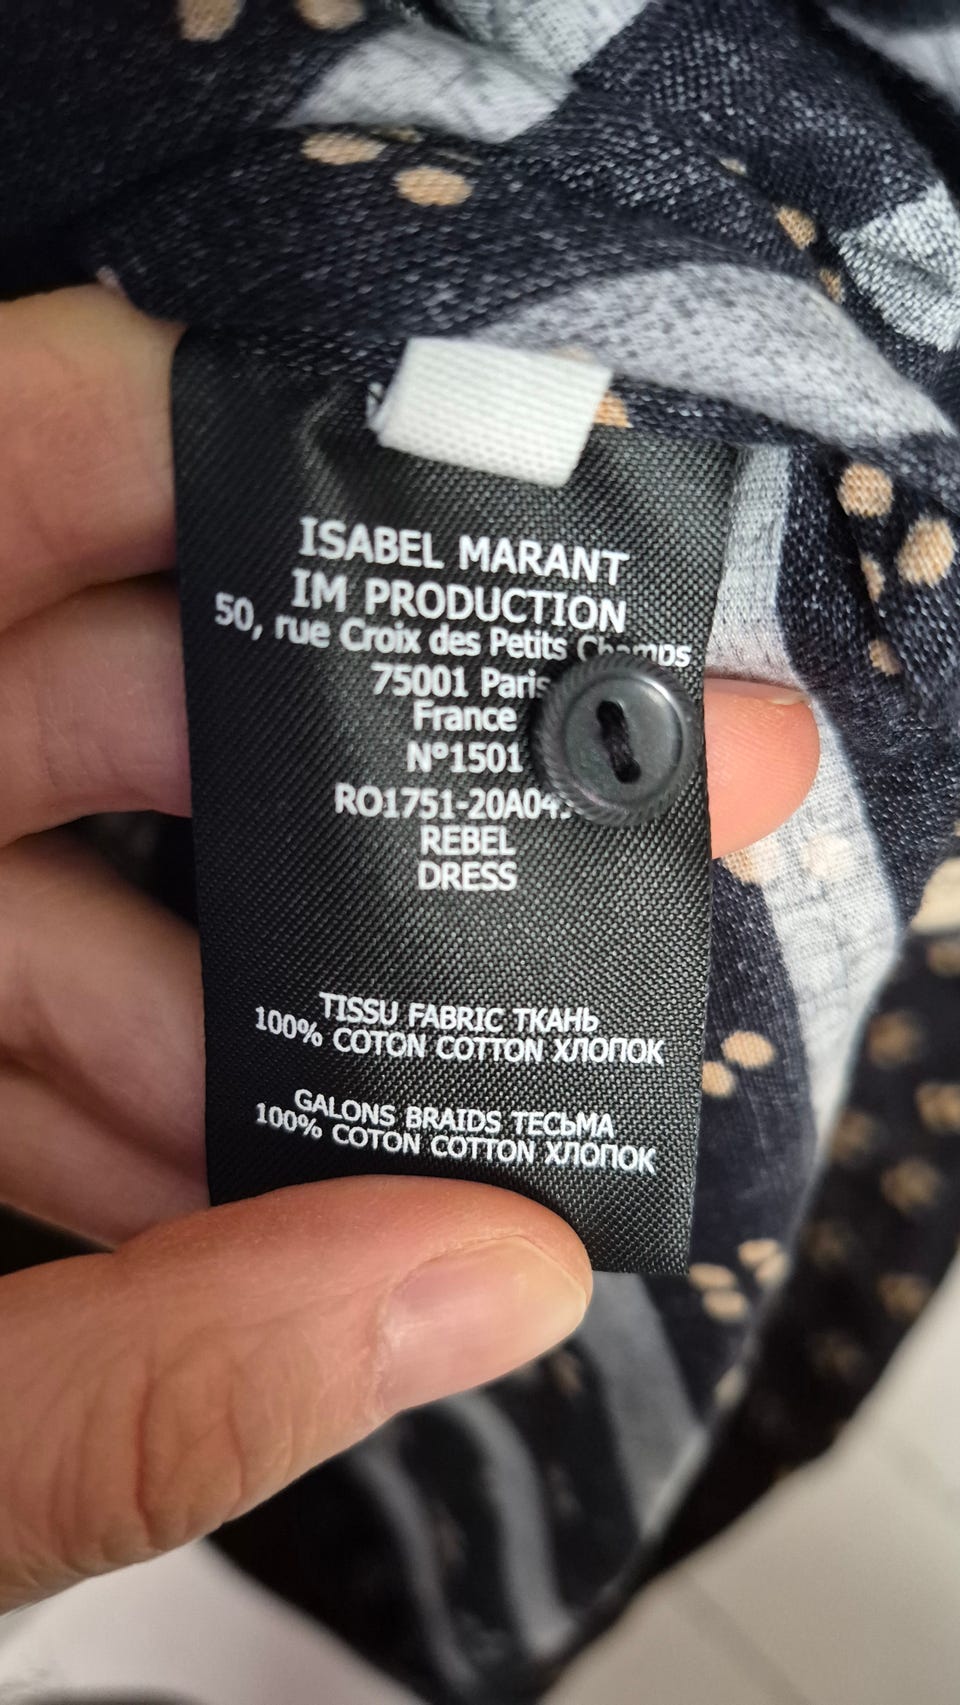 ISABEL MARANT
IM PRODUCTION
50, rue Croix des Petits Champs
75001 Paris
France
N°1501
REBEL
DRESS
TISSU FABRIC ТКАНЬ
100% COTON COTTON ХЛОПОК
GALONS BRAIDS ТЕСЬМА
100% COTON COTTON ХЛОПОК